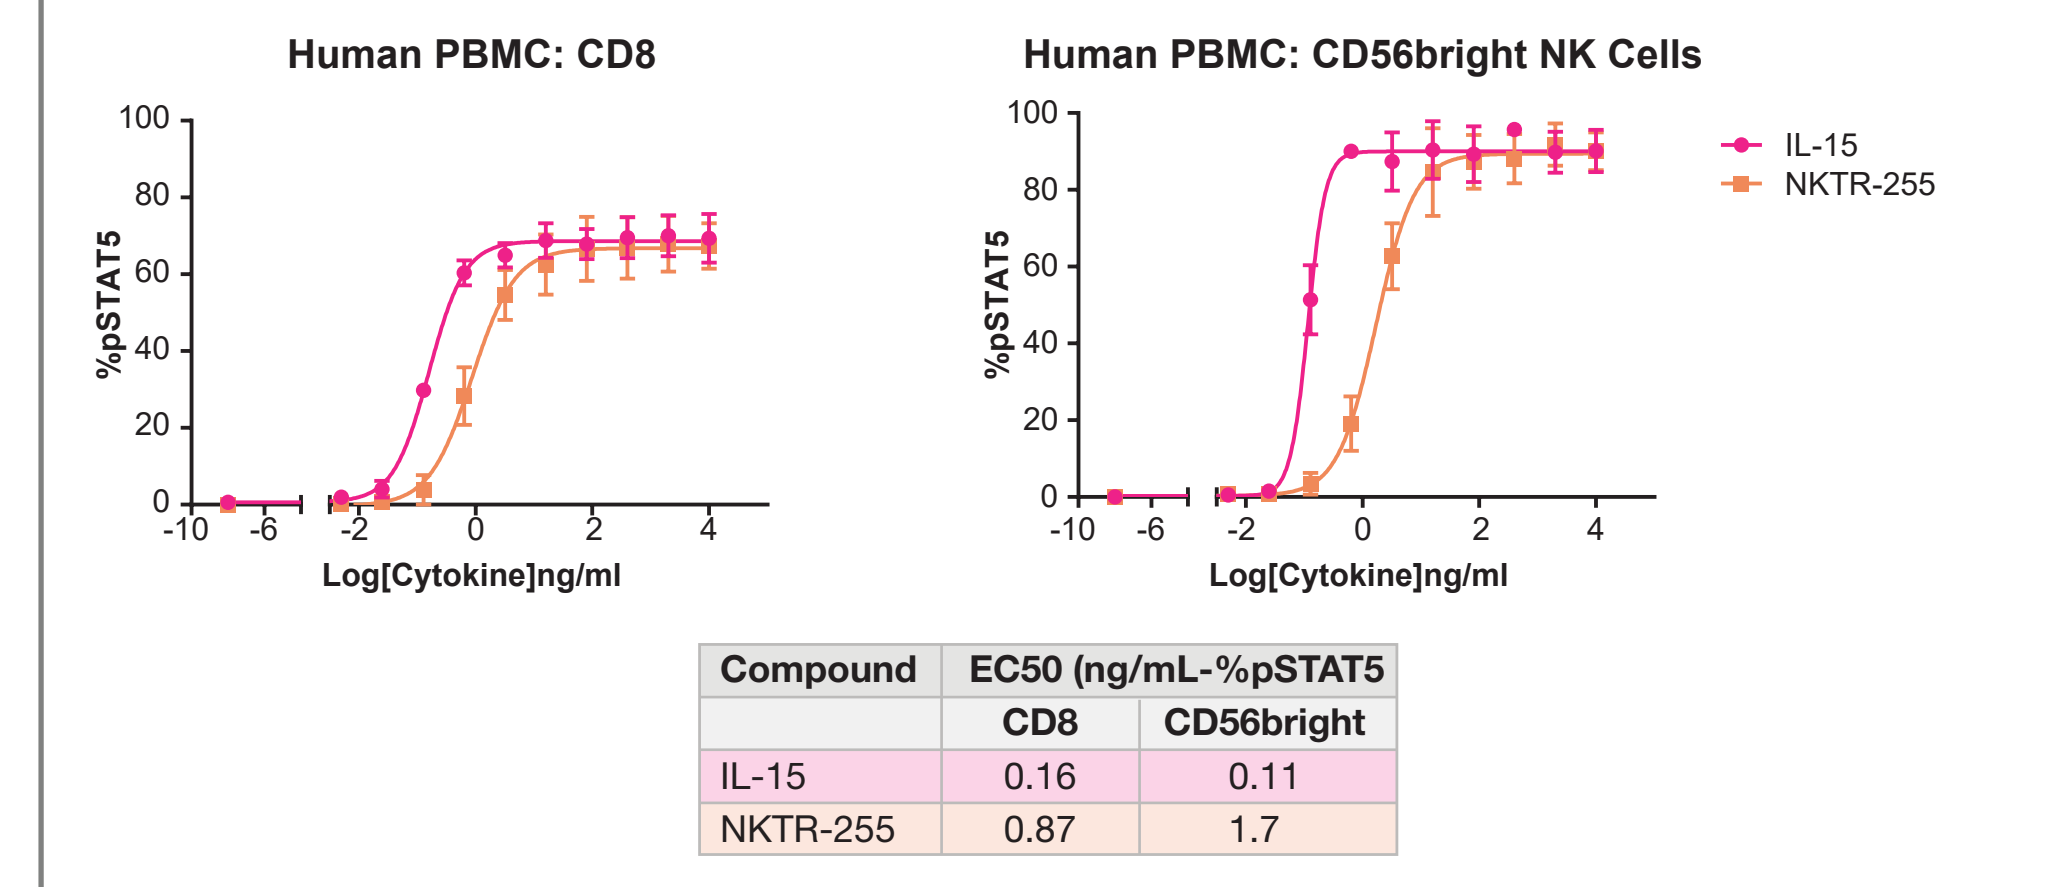 Human PBMC: CD8
100
80
60
40
20
0
%pSTAT5
-10 -6 -2 0 2 4
Log[Cytokine]ng/ml
Human PBMC: CD56bright NK Cells
100
80
60
40
20
0
%pSTAT5
-10 -6 -2 0 2 4
Log[Cytokine]ng/ml
IL-15
NKTR-255
Compound EC50 (ng/mL-%pSTAT5
CD8 CD56bright
IL-15 0.16 0.11
NKTR-255 0.87 1.7